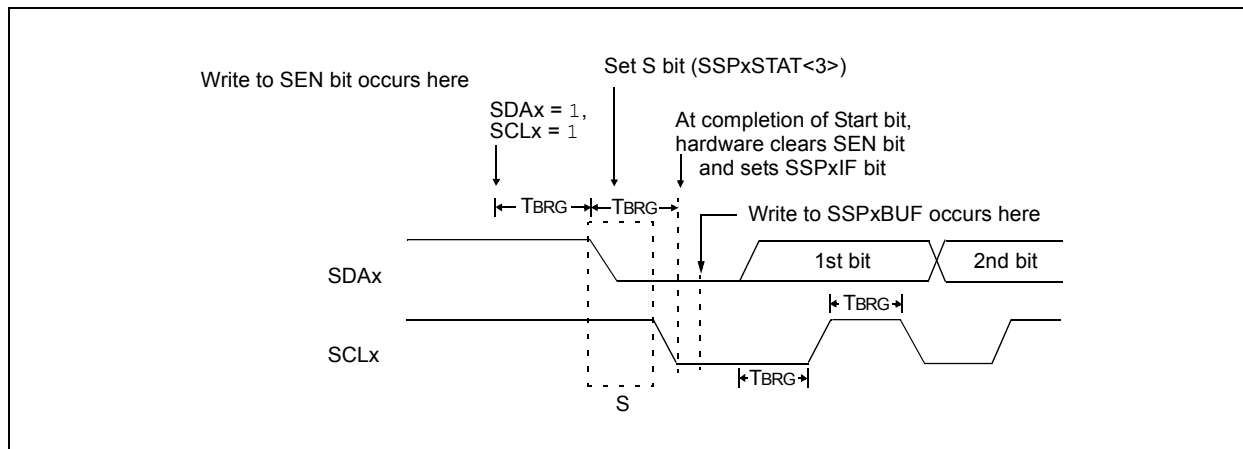 Write to SEN bit occurs here
Set S bit (SSPxSTAT<3>)
SDAx = 1,
SCLx = 1
At completion of Start bit,
hardware clears SEN bit
and sets SSPxIF bit
TBRG
TBRG
Write to SSPxBUF occurs here
SDAx
1st bit
2nd bit
TBRG
SCLx
TBRG
S